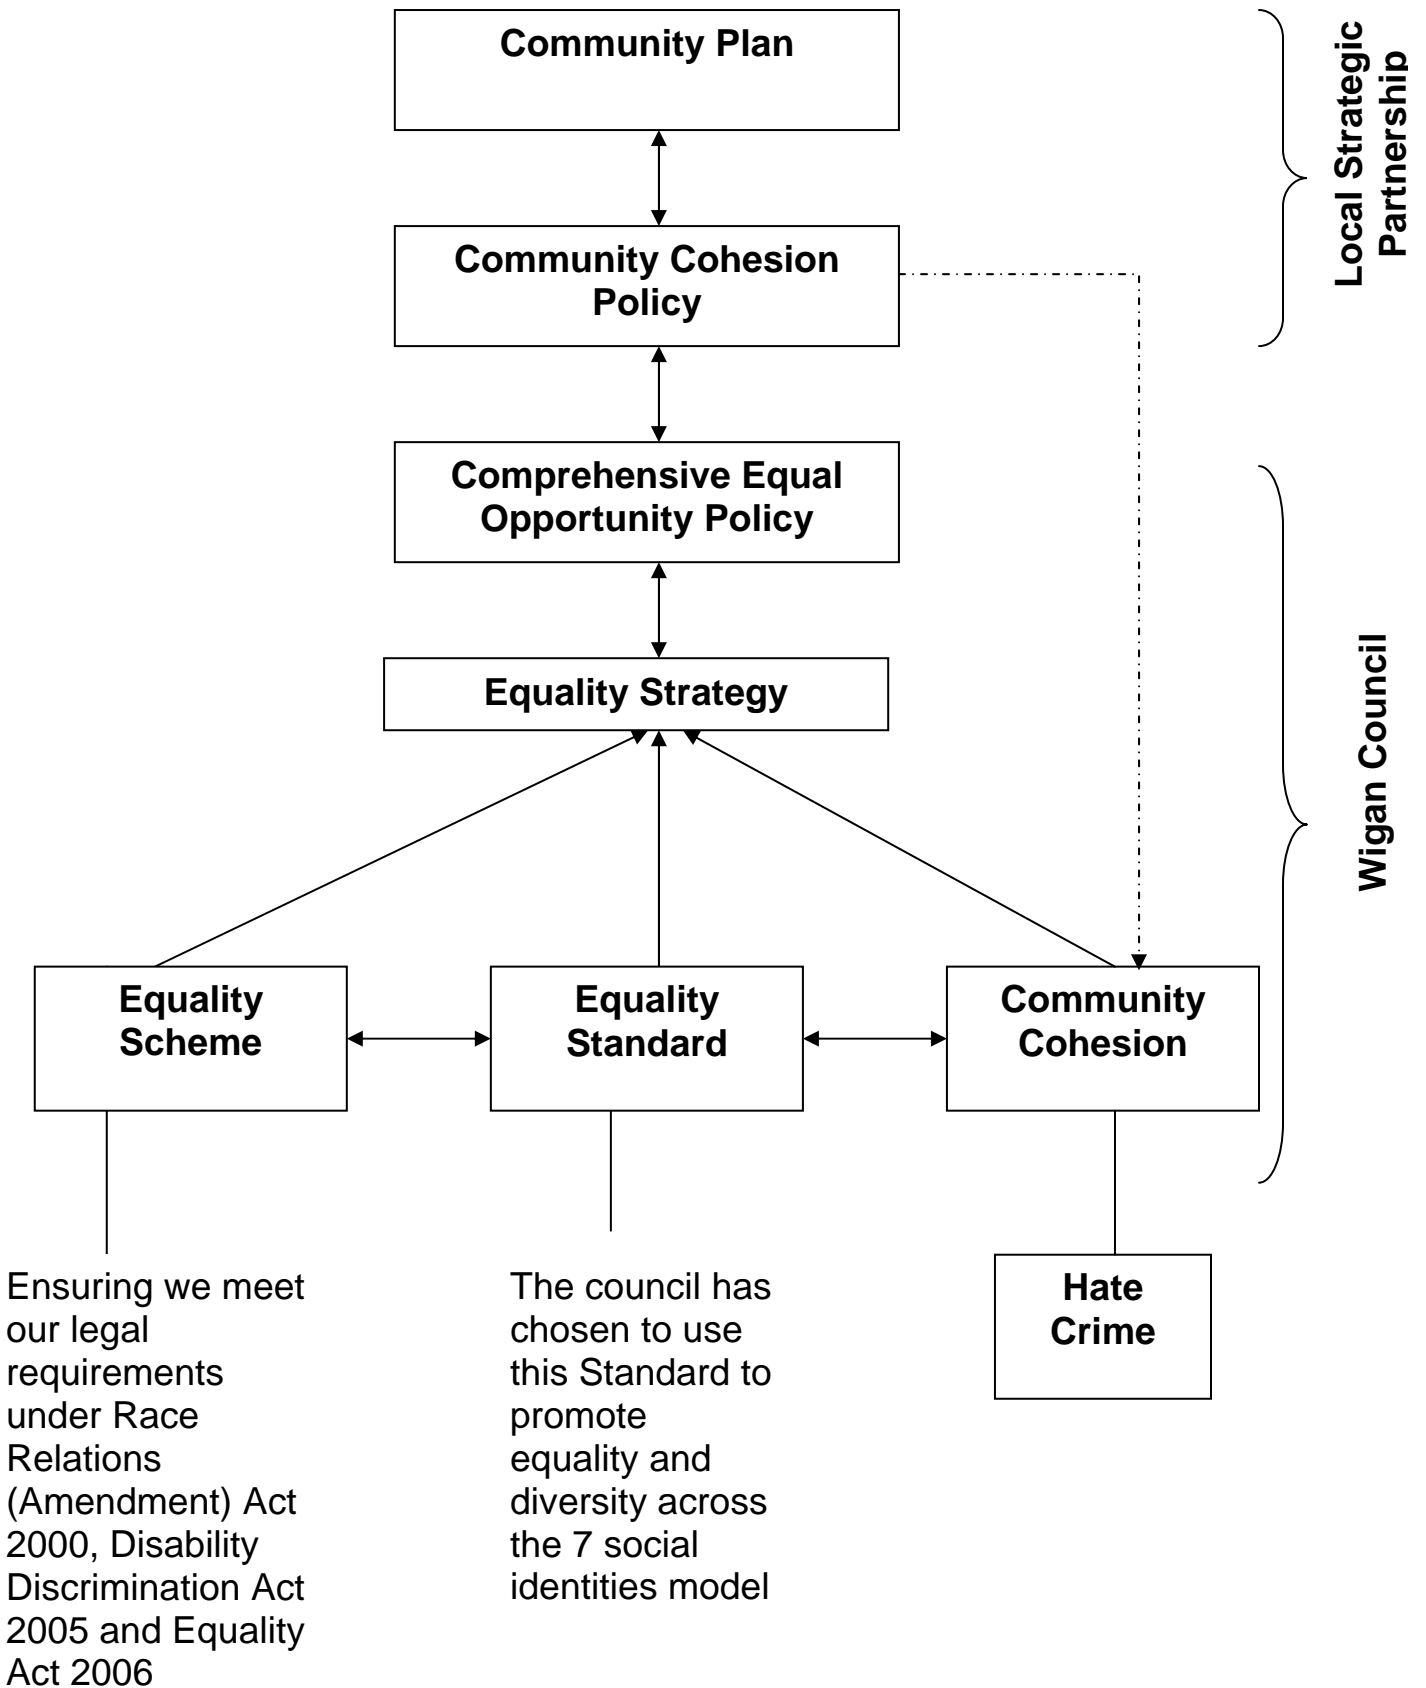 Community Plan
Local Strategic
Partnership
Community Cohesion
Policy
Comprehensive Equal
Opportunity Policy
Equality Strategy
Wigan Council
Equality
Scheme
Equality
Standard
Community
Cohesion
Ensuring we meet
our legal
requirements
under Race
Relations
(Amendment) Act
2000, Disability
Discrimination Act
2005 and Equality
Act 2006
The council has
chosen to use
this Standard to
promote
equality and
diversity across
the 7 social
identities model
Hate
Crime